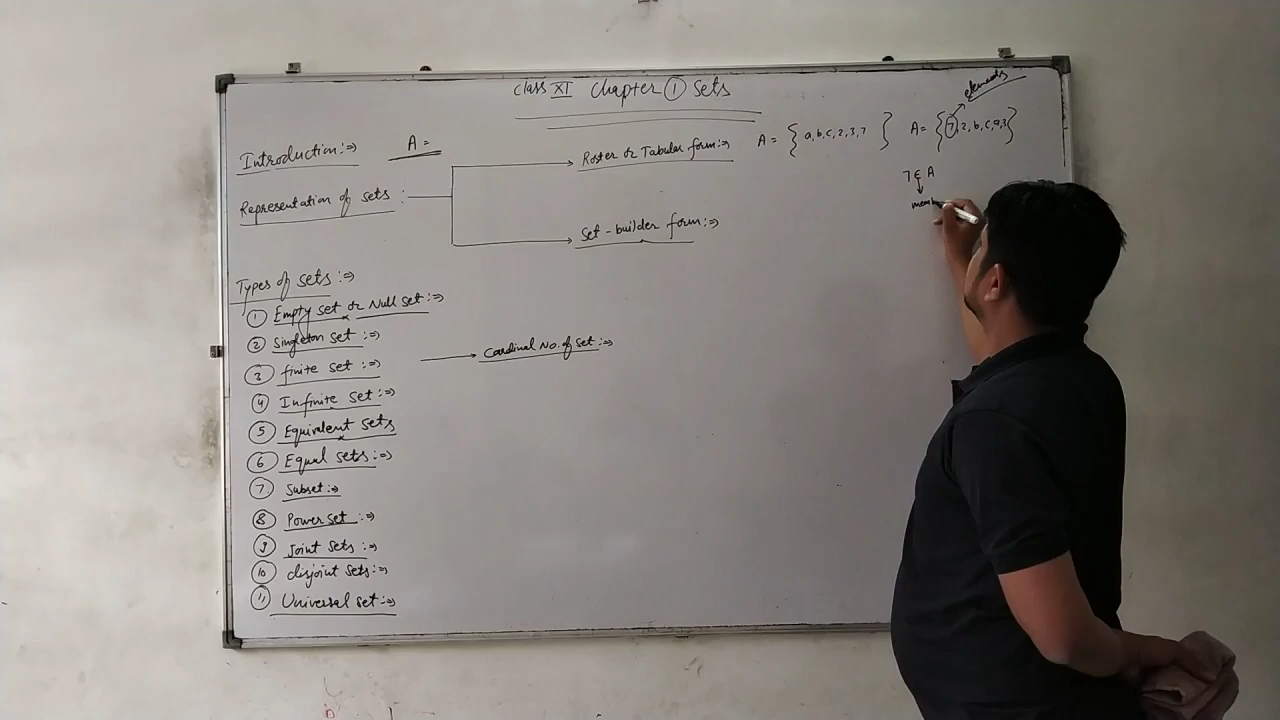 class XI chapter ① sets
Introduction :⇒ A =
Representation of sets :
Roster or Tabular form :⇒ A = { a, b, c, 2, 3, 7 }
A = { 7, 2, b, c, a, 3 }
elements
7 ∈ A
memb
Set - builder form :⇒
Types of sets :⇒
① Empty set or Null set :⇒
② Singleton set :⇒
③ finite set :⇒
Cardinal No. of set :⇒
④ Infinite set :⇒
⑤ Equivalent sets
⑥ Equal sets :⇒
⑦ Subset :⇒
⑧ Power set :⇒
⑨ Joint sets :⇒
⑩ disjoint sets :⇒
⑪ Universal set :⇒